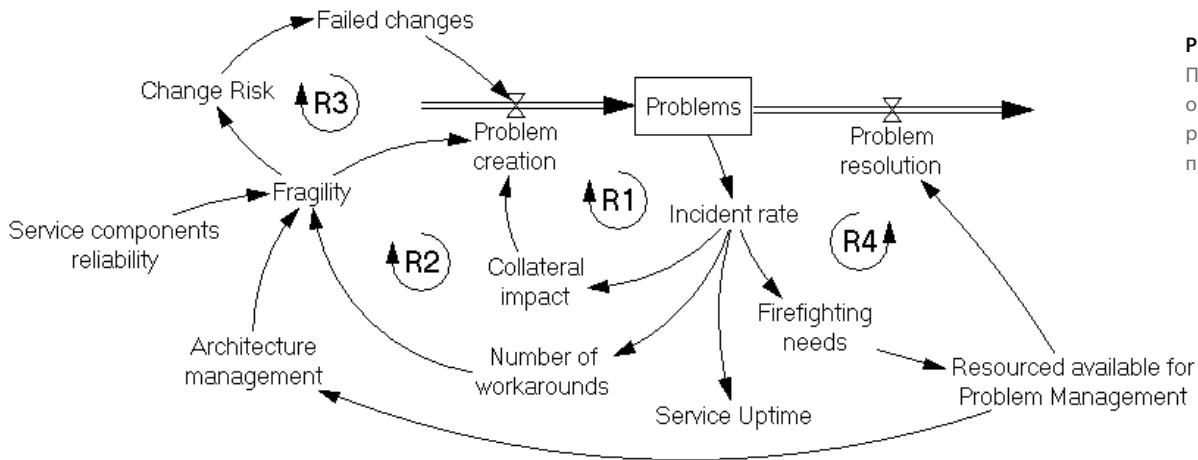 Failed changes
Change Risk
R3
Problems
Problem
creation
Problem
resolution
Fragility
R1
Incident rate
Service components
reliability
R2
R4
Collateral
impact
Firefighting
needs
Architecture
management
Number of
workarounds
Service Uptime
Resourced available for
Problem Management
Р
П
о
р
п